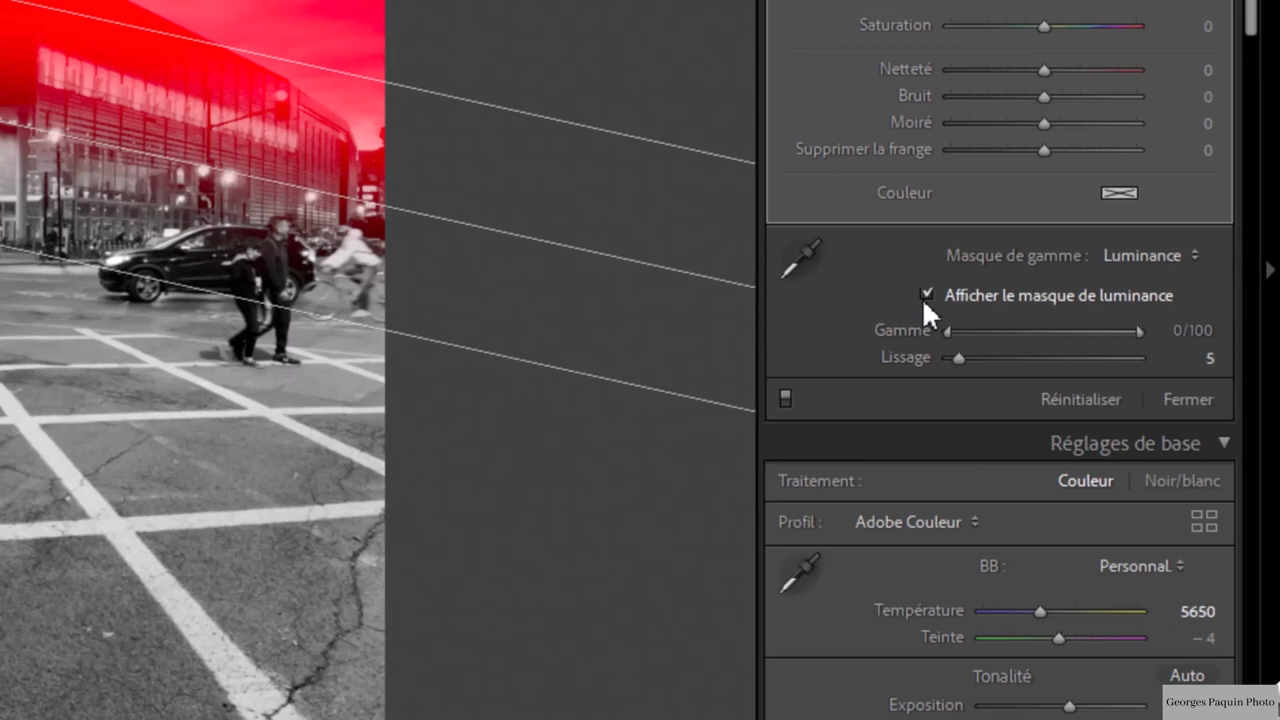 Saturation 0
Netteté 0
Bruit 0
Moiré 0
Supprimer la frange 0
Couleur
Masque de gamme : Luminance
Afficher le masque de luminance
Gamme 0/100
Lissage 5
Réinitialiser Fermer
Réglages de base
Traitement : Couleur Noir/blanc
Profil : Adobe Couleur
BB : Personnal.
Température 5650
Teinte – 4
Tonalité Auto
Exposition
Georges Paquin Photo